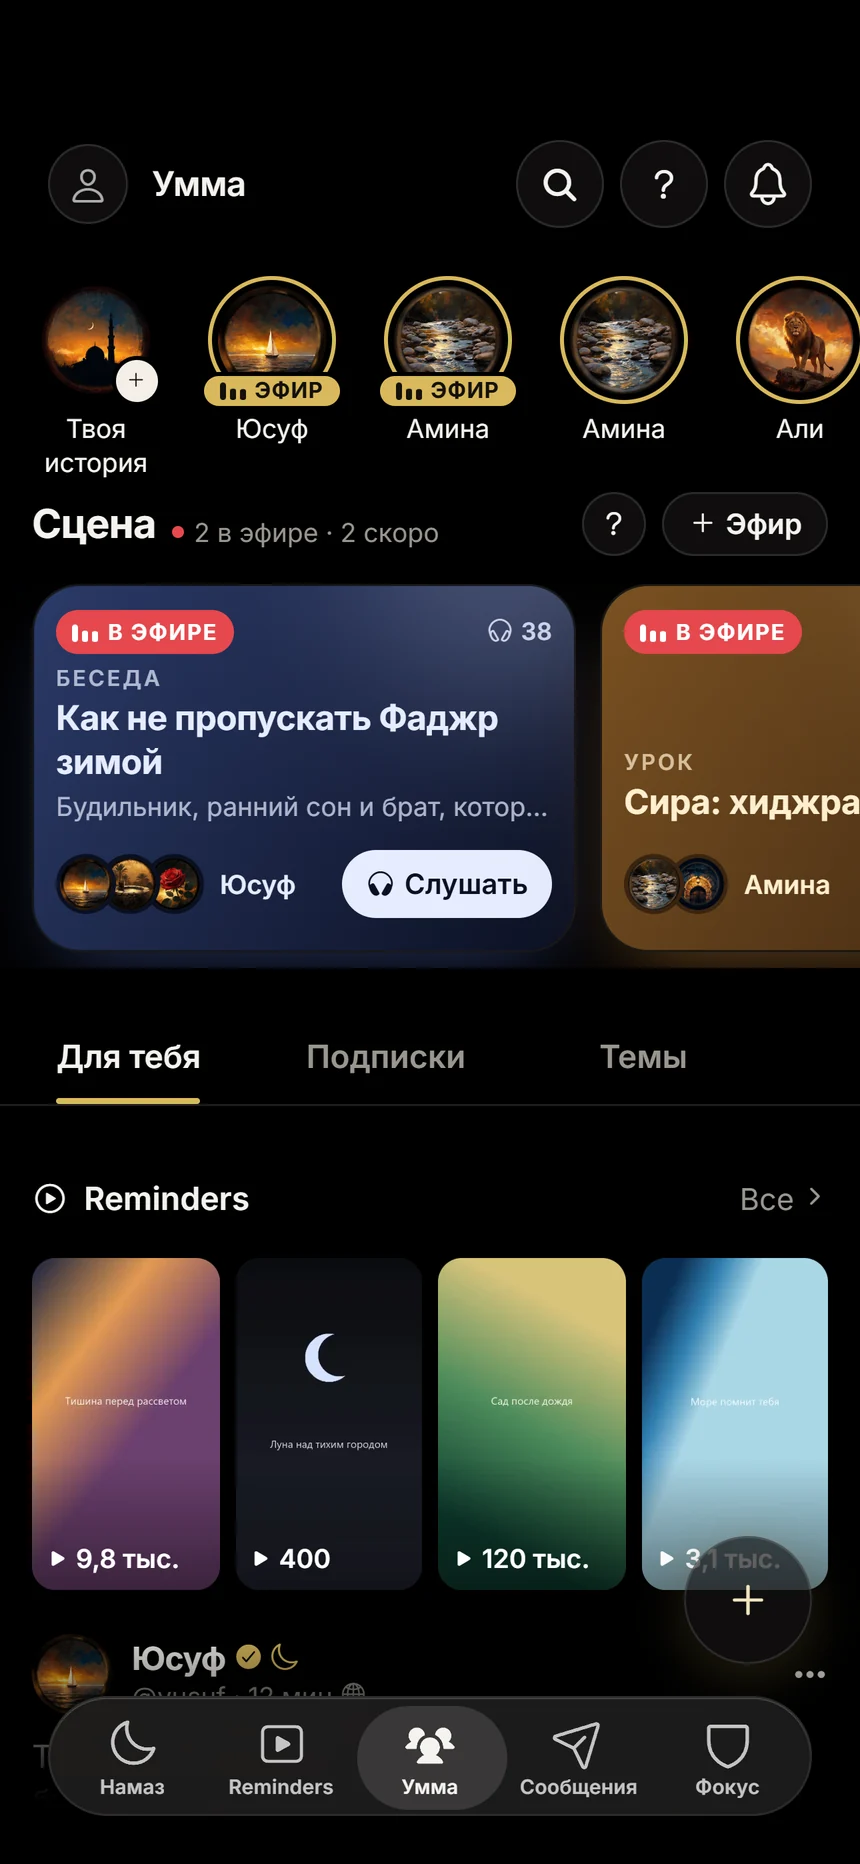 Умма
ЭФИР
ЭФИР
Твоя история
Юсуф
Амина
Амина
Али
Сцена
2 в эфире · 2 скоро
?
+ Эфир
В ЭФИРЕ
38
БЕСЕДА
Как не пропускать Фаджр
зимой
Будильник, ранний сон и брат, котор...
Юсуф
Слушать
В ЭФИРЕ
УРОК
Сира: хиджра
Амина
Для тебя
Подписки
Темы
Reminders
Все
Тишина перед рассветом
Луна над тихим городом
Сад после дождя
Море помнит тебя
9,8 тыс.
400
120 тыс.
3,1 тыс.
Юсуф
@yusuf · 12 мин
Намаз
Reminders
Умма
Сообщения
Фокус